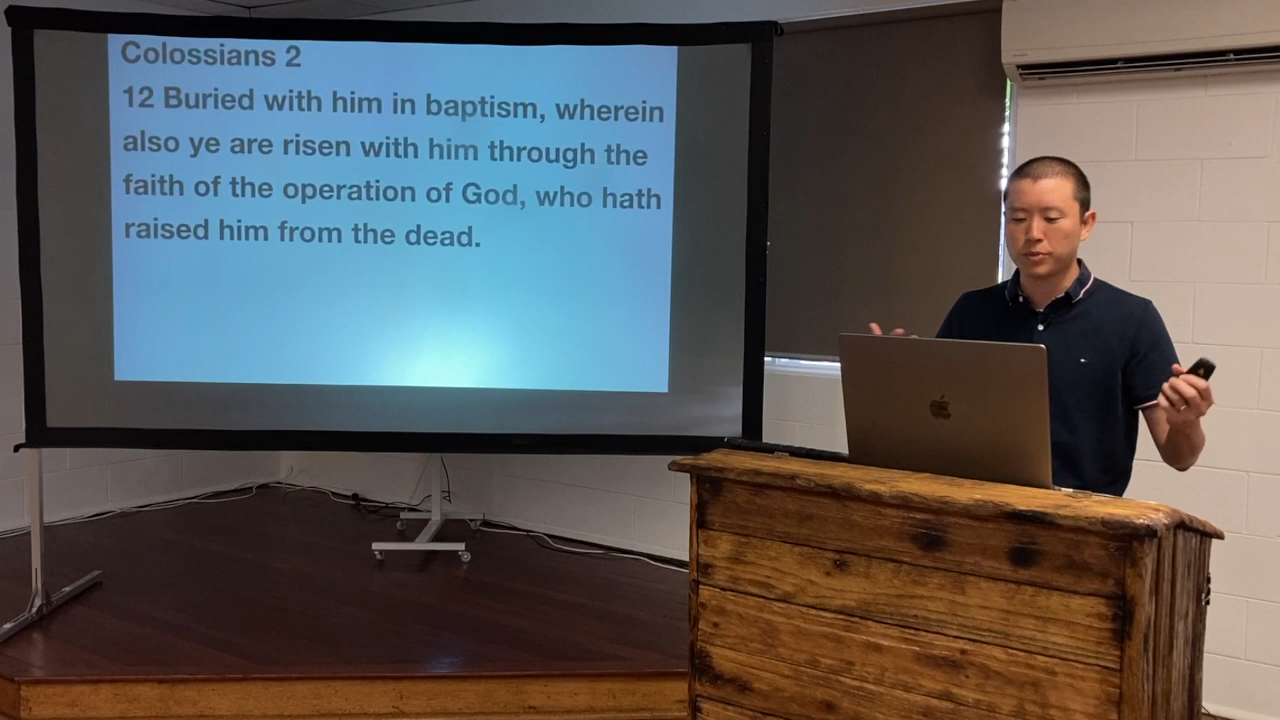 Colossians 2
12 Buried with him in baptism, wherein
also ye are risen with him through the
faith of the operation of God, who hath
raised him from the dead.